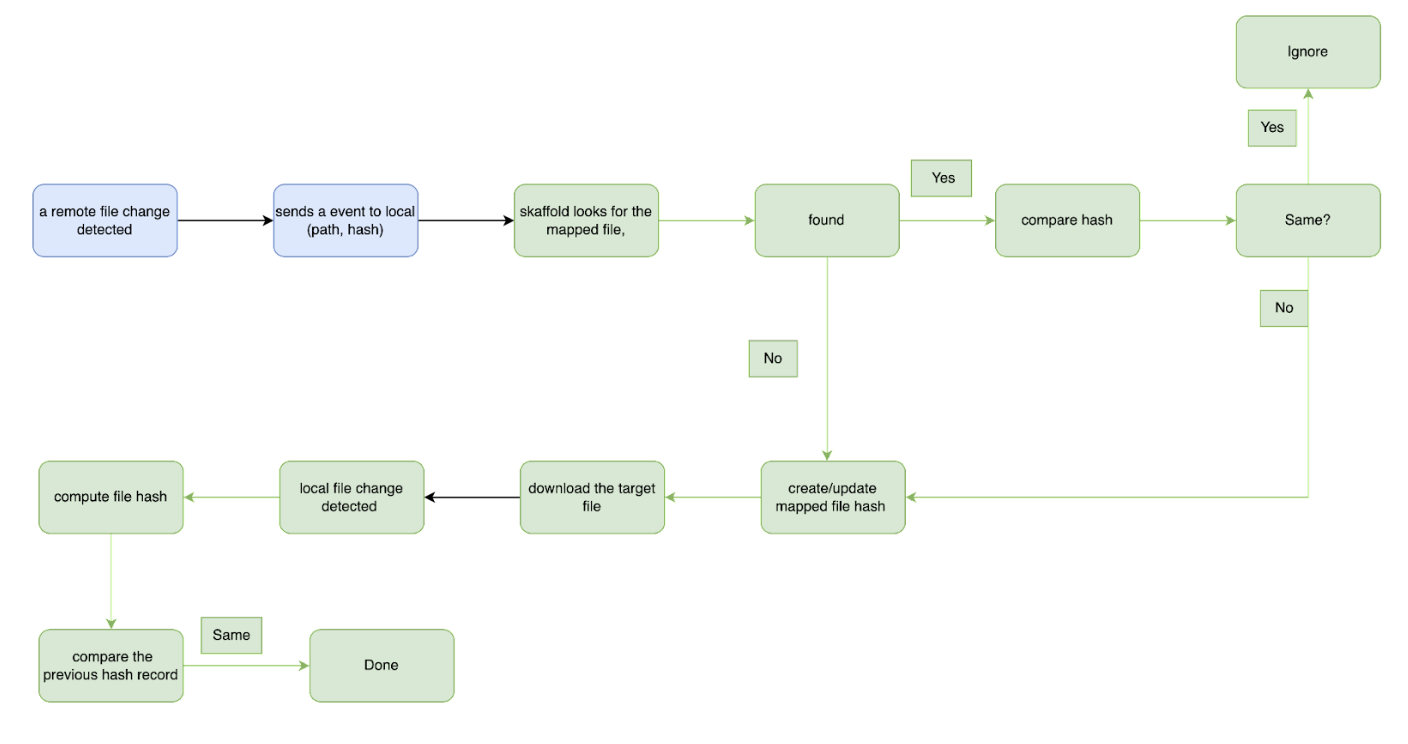 Ignore
Yes
a remote file change
detected
sends a event to local
(path, hash)
skaffold looks for the
mapped file,
found
Yes
compare hash
Same?
No
No
compute file hash
local file change
detected
download the target
file
create/update
mapped file hash
compare the
previous hash record
Same
Done